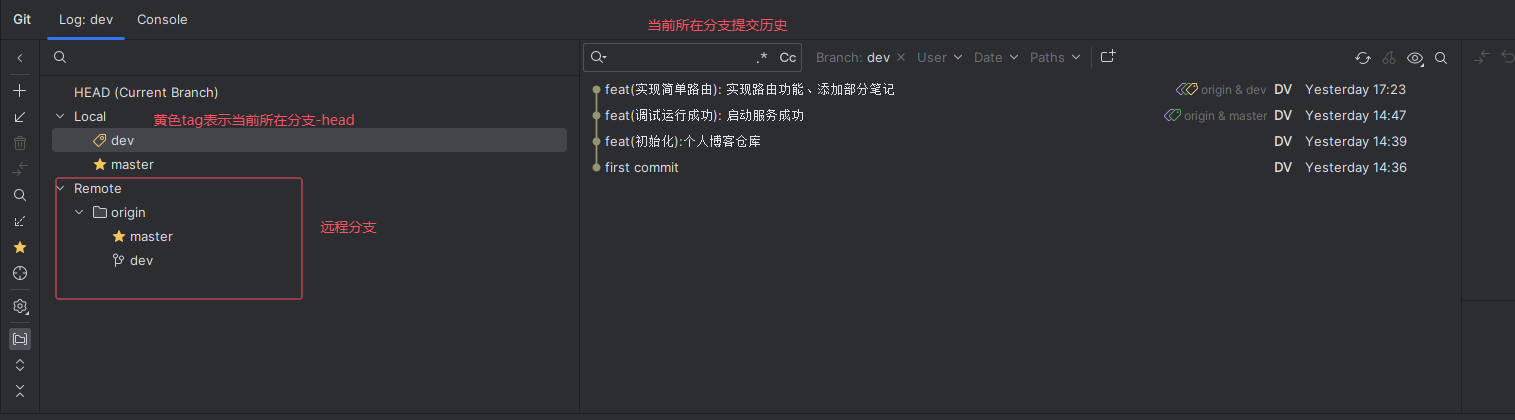 Git Log: dev Console
当前所在分支提交历史
.* Cc Branch: dev × User Date Paths
HEAD (Current Branch)
Local
黄色tag表示当前所在分支-head
dev
master
Remote
origin
远程分支
master
dev
feat(实现简单路由): 实现路由功能、添加部分笔记 origin & dev DV Yesterday 17:23
feat(调试运行成功): 启动服务成功 origin & master DV Yesterday 14:47
feat(初始化):个人博客仓库 DV Yesterday 14:39
first commit DV Yesterday 14:36